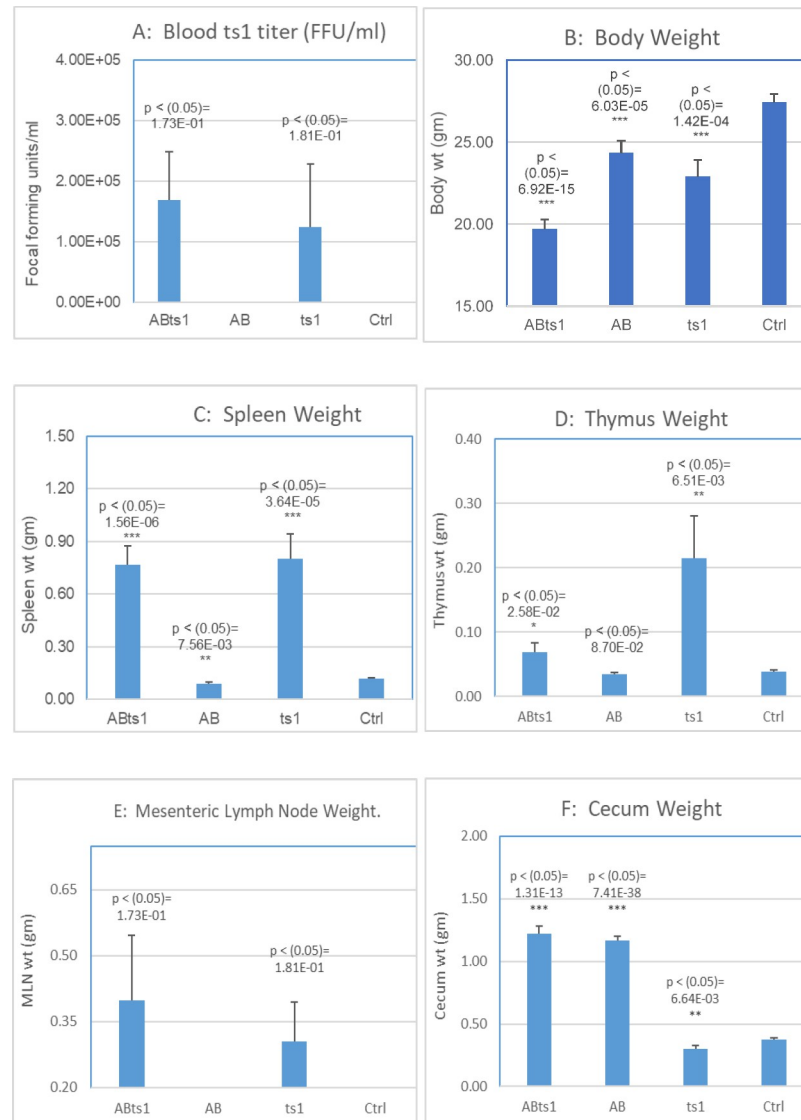 A: Blood ts1 titer (FFU/ml)
4.00E+05
3.00E+05
2.00E+05
1.00E+05
0.00E+00
Focal forming units/ml
p < (0.05)=
1.73E-01
p < (0.05)=
1.81E-01
ABts1 AB ts1 Ctrl
B: Body Weight
30.00
25.00
20.00
15.00
Body wt (gm)
p <
(0.05)=
6.92E-15
***
p <
(0.05)=
6.03E-05
***
p <
(0.05)=
1.42E-04
***
ABts1 AB ts1 Ctrl
C: Spleen Weight
1.50
1.20
0.90
0.60
0.30
0.00
Spleen wt (gm)
p < (0.05)=
1.56E-06
***
p < (0.05)=
7.56E-03
**
p < (0.05)=
3.64E-05
***
ABts1 AB ts1 Ctrl
D: Thymus Weight
0.40
0.30
0.20
0.10
0.00
Thymus wt (gm)
p < (0.05)=
2.58E-02
*
p < (0.05)=
8.70E-02
p < (0.05)=
6.51E-03
**
ABts1 AB ts1 Ctrl
E: Mesenteric Lymph Node Weight.
0.65
0.50
0.35
0.20
MLN wt (gm)
p < (0.05)=
1.73E-01
p < (0.05)=
1.81E-01
ABts1 AB ts1 Ctrl
F: Cecum Weight
2.00
1.50
1.00
0.50
0.00
Cecum wt (gm)
p < (0.05)=
1.31E-13
***
p < (0.05)=
7.41E-38
***
p < (0.05)=
6.64E-03
**
ABts1 AB ts1 Ctrl